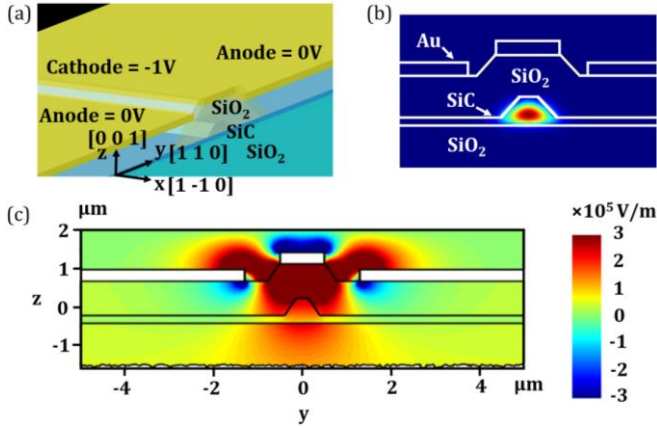 (a)
Anode = 0V
Cathode = -1V
SiO2
Anode = 0V
SiC
[0 0 1]
z
y [1 1 0]
SiO2
x [1 -1 0]
(b)
Au
SiO2
SiC
SiO2
(c)
μm
2
1
z
0
-1
-4
-2
0
2
4
μm
y
×10⁵ V/m
3
2
1
0
-1
-2
-3